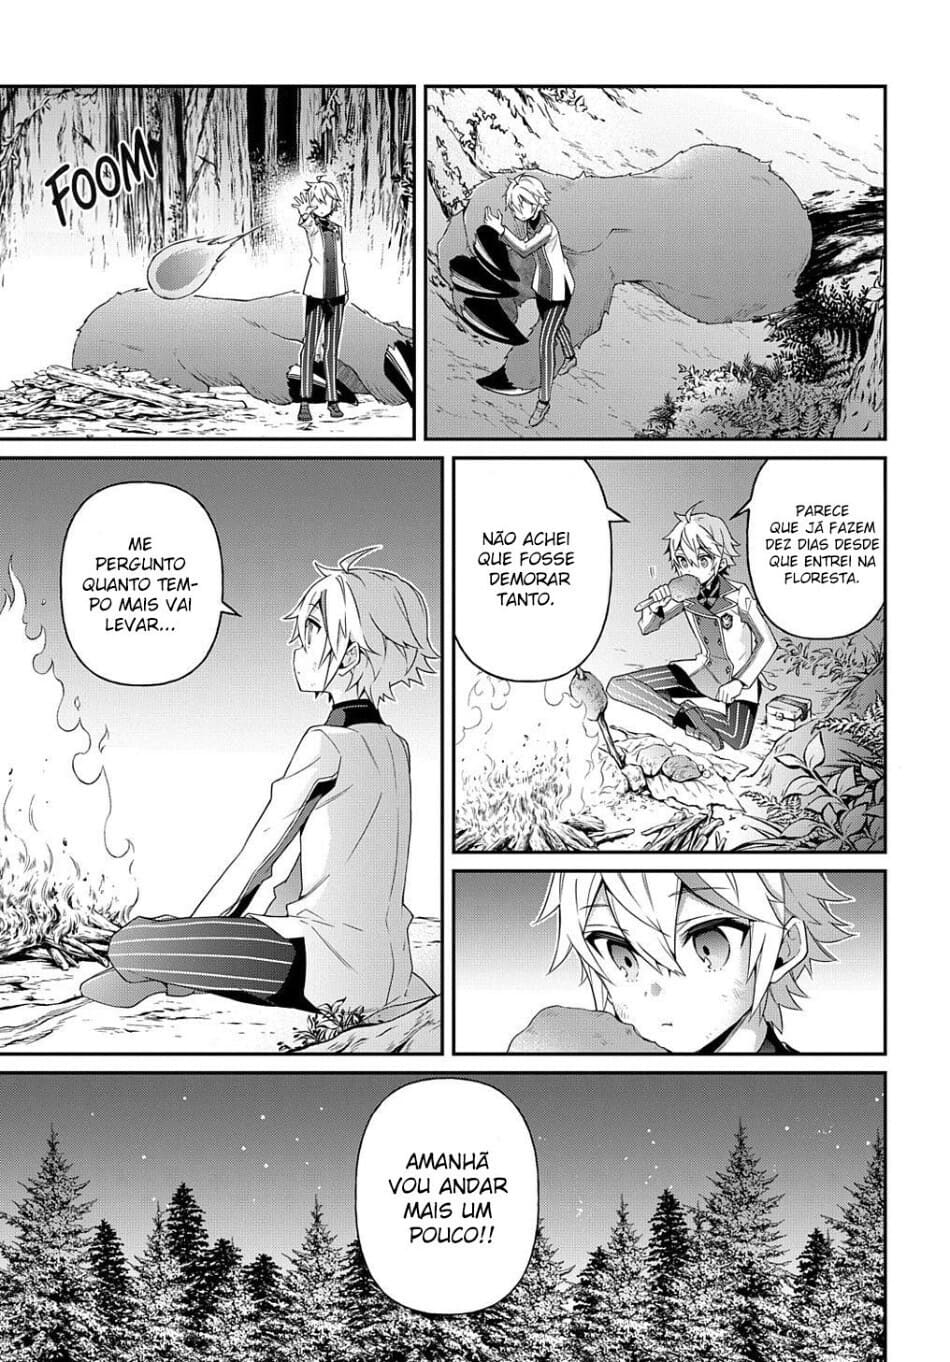 FOOM
PARECE
QUE JÁ FAZEM
DEZ DIAS DESDE
QUE ENTREI NA
FLORESTA.
NÃO ACHEI
QUE FOSSE
DEMORAR
TANTO.
ME
PERGUNTO
QUANTO TEM-
PO MAIS VAI
LEVAR...
AMANHÃ
VOU ANDAR
MAIS UM
POUCO!!